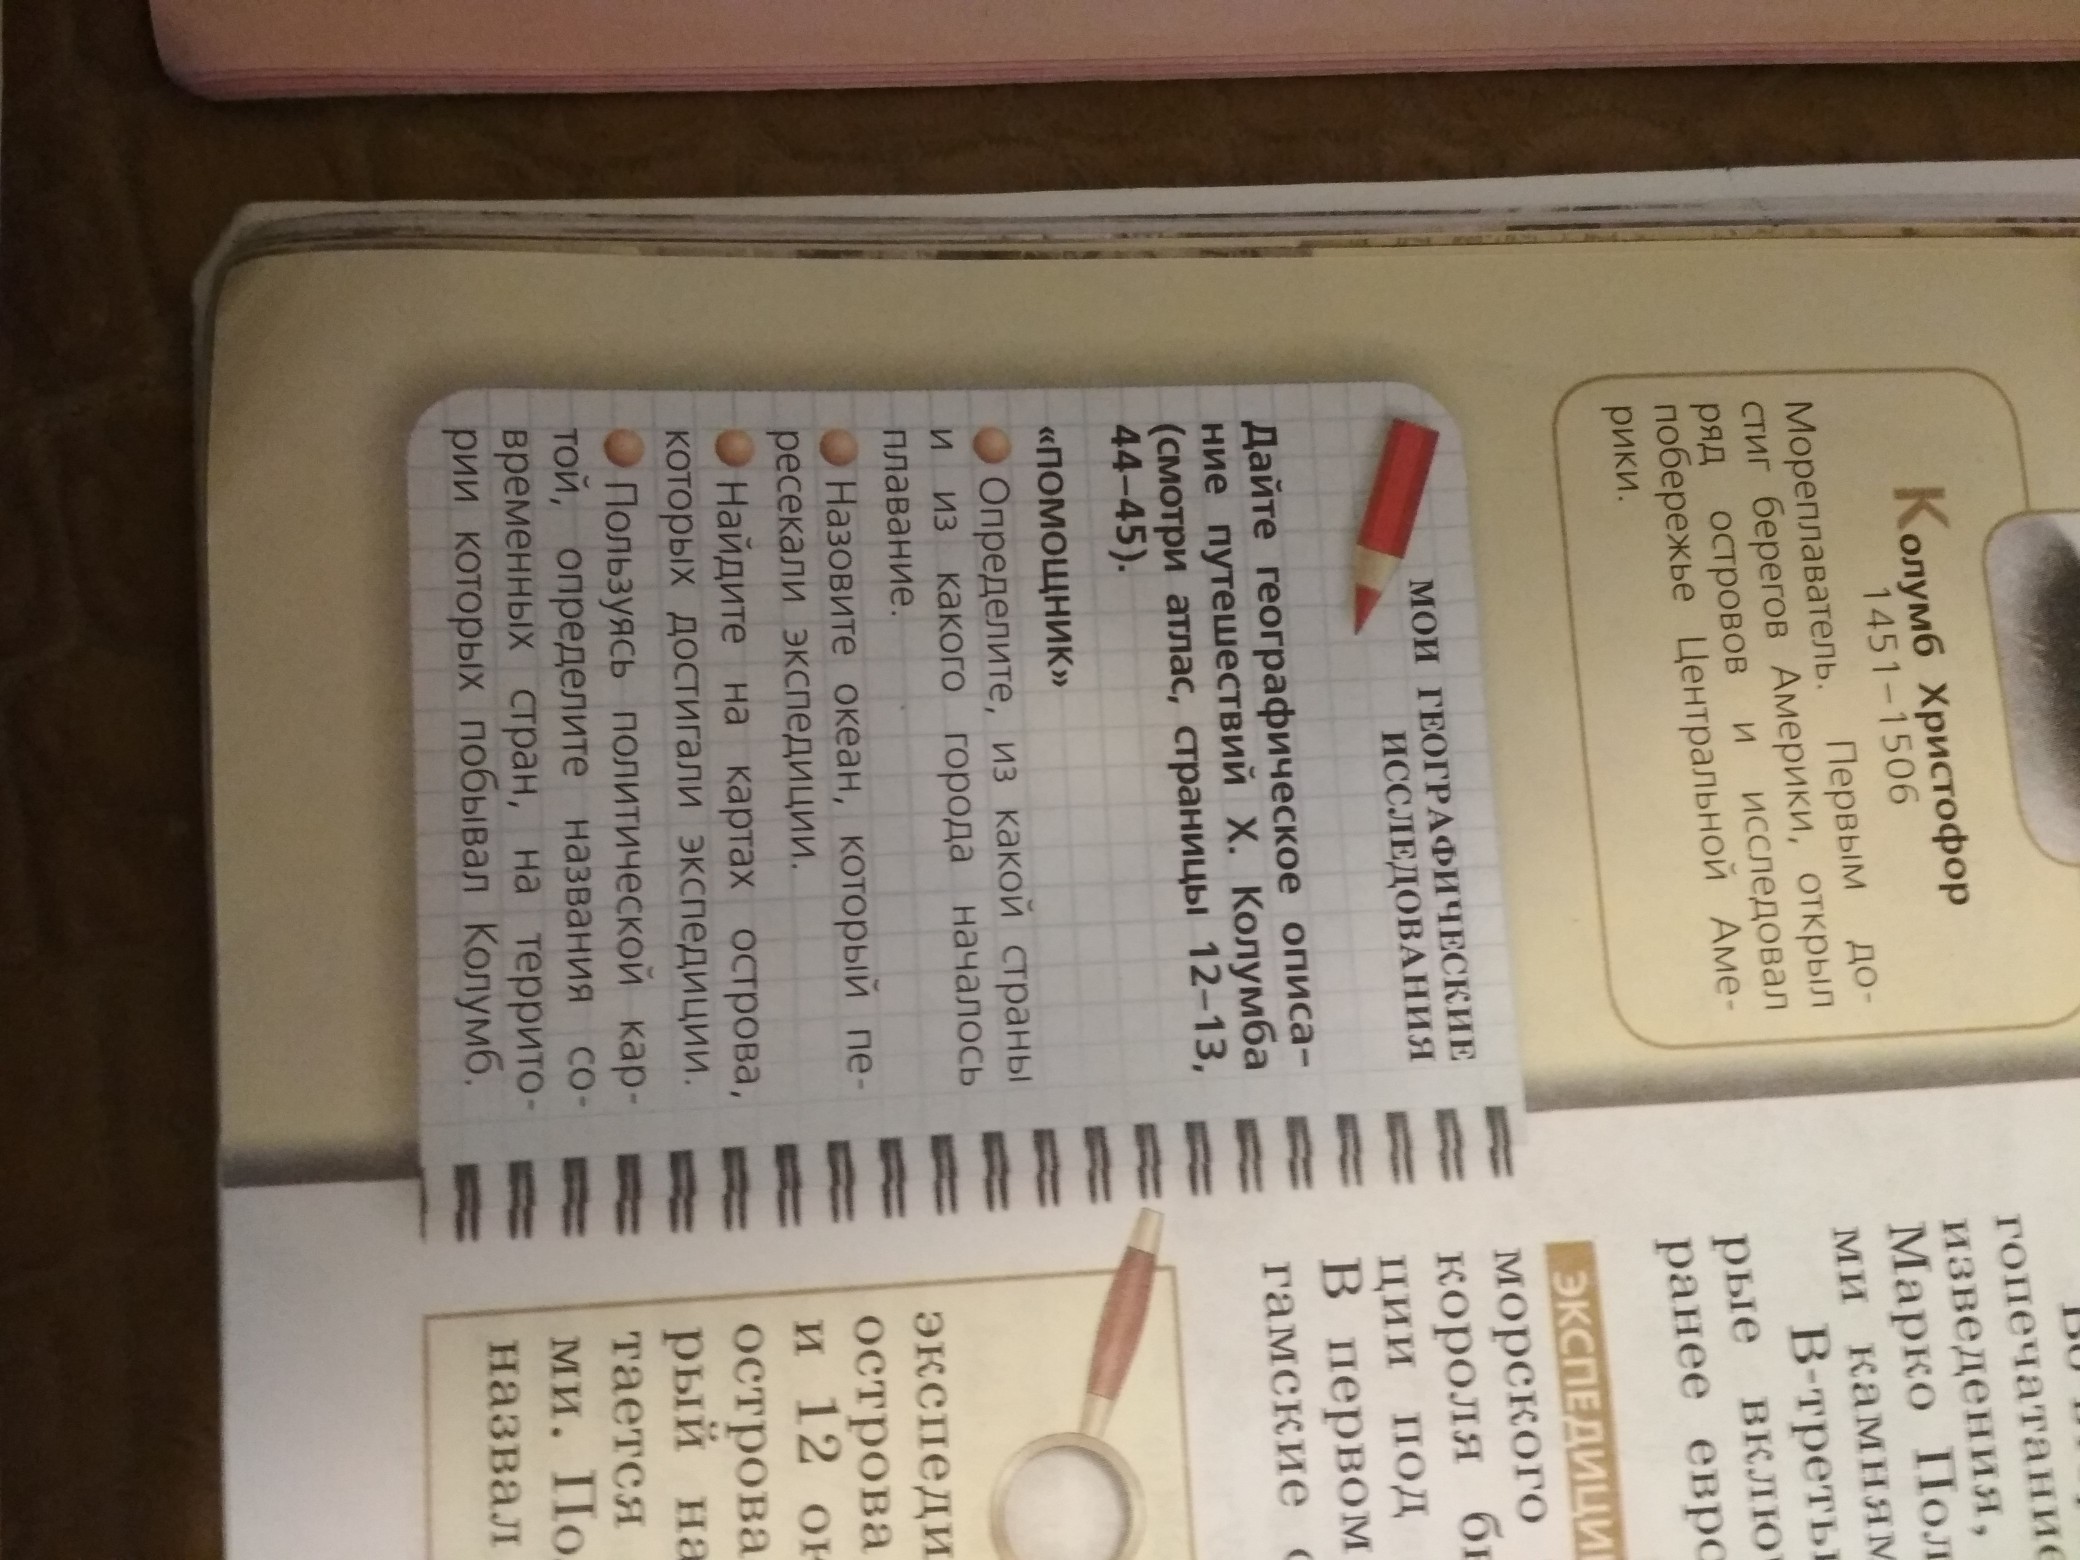 Колумб Христофор
1451–1506
Мореплаватель. Первым до-
стиг берегов Америки, открыл
ряд островов и исследовал
побережье Центральной Аме-
рики.
МОИ ГЕОГРАФИЧЕСКИЕ
ИССЛЕДОВАНИЯ
Дайте географическое описа-
ние путешествий Х. Колумба
(смотри атлас, страницы 12–13,
44–45).
«ПОМОЩНИК»
Определите, из какой страны
и из какого города началось
плавание.
Назовите океан, который пе-
ресекали экспедиции.
Найдите на картах острова,
которых достигали экспедиции.
Пользуясь политической кар-
той, определите названия со-
временных стран, на террито-
рии которых побывал Колумб.
гопечатани
изведения,
Марко Пол
ми камням
В-треть
рые вклю
ранее евро
ЭКСПЕДИЦИ
морского
короля б
ции под
В первом
гамские
экспеди
острова
и 12 о
острова
рый на
тается
ми. По
назвал